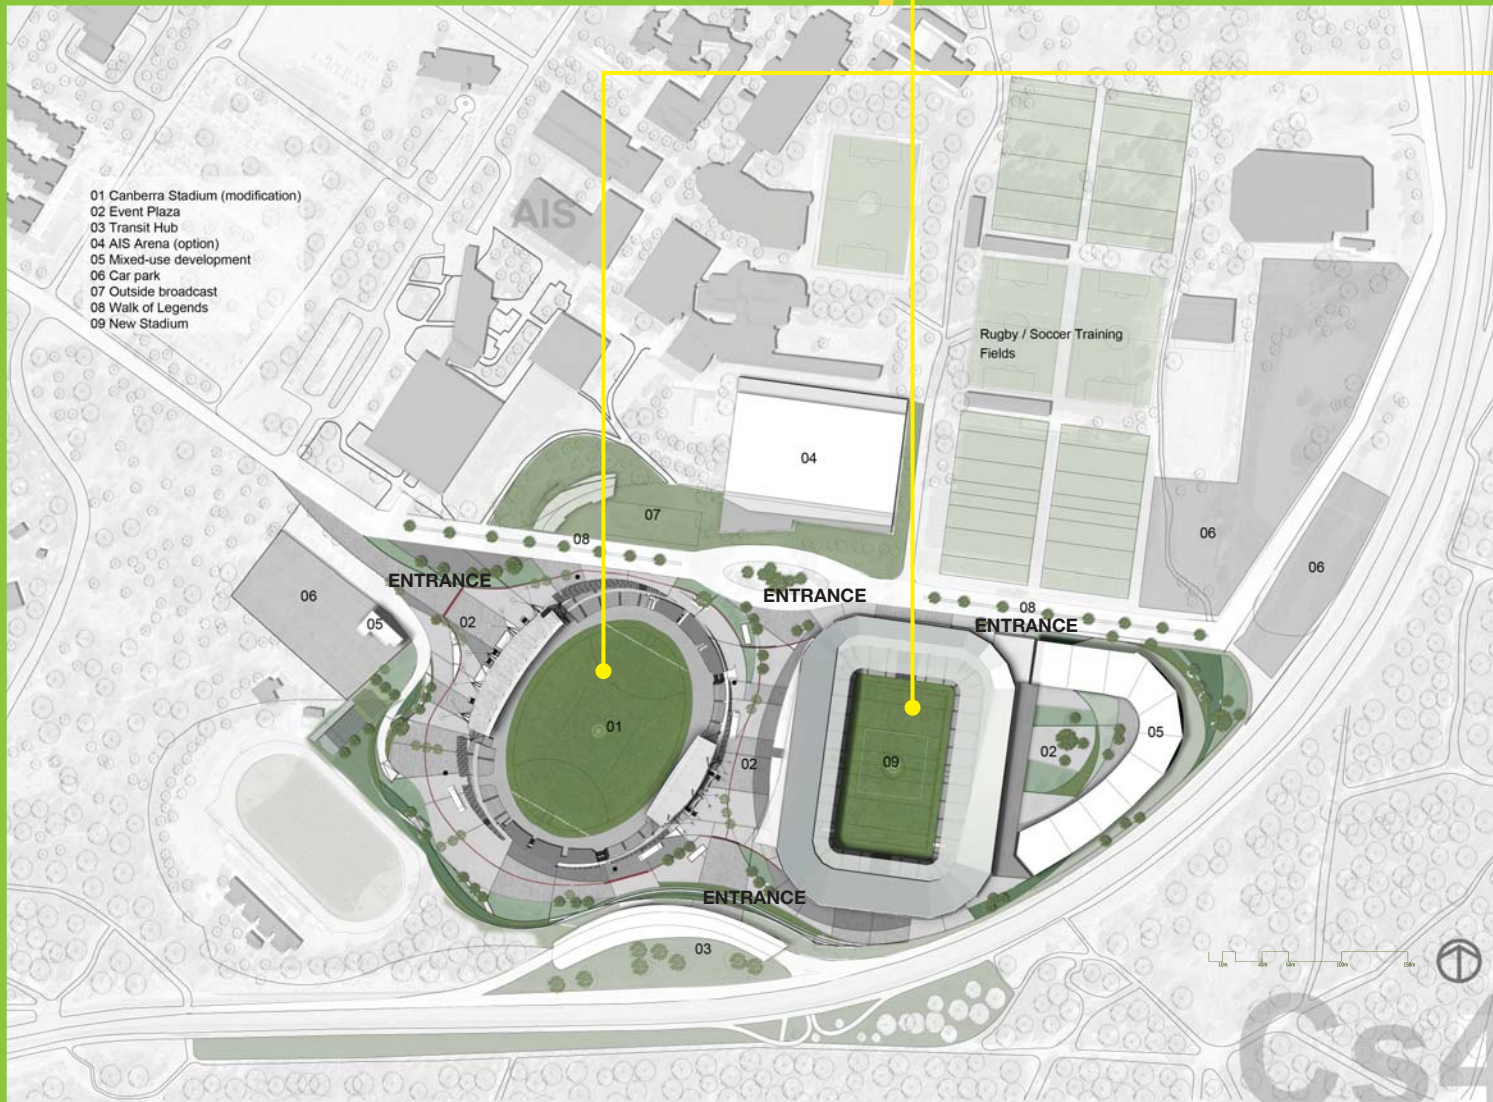 01 Canberra Stadium (modification)
02 Event Plaza
03 Transit Hub
04 AIS Arena (option)
05 Mixed-use development
06 Car park
07 Outside broadcast
08 Walk of Legends
09 New Stadium
AIS
Rugby / Soccer Training
Fields
04
07
08
06
06
ENTRANCE
ENTRANCE
06
08
05
02
ENTRANCE
01
02
09
02
05
ENTRANCE
03
100m
150m
Cs4